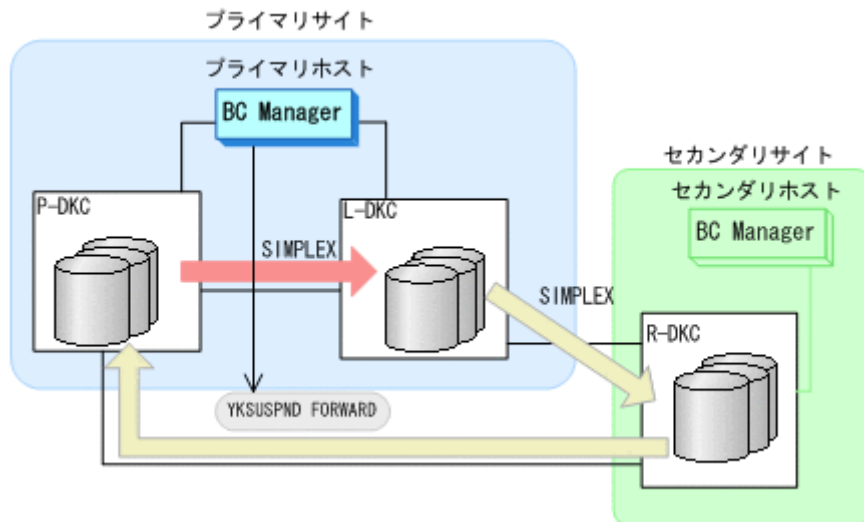 プライマリサイト
プライマリホスト
BC Manager
セカンダリサイト
セカンダリホスト
BC Manager
P-DKC
L-DKC
SIMPLEX
SIMPLEX
R-DKC
YKSUSPND FORWARD